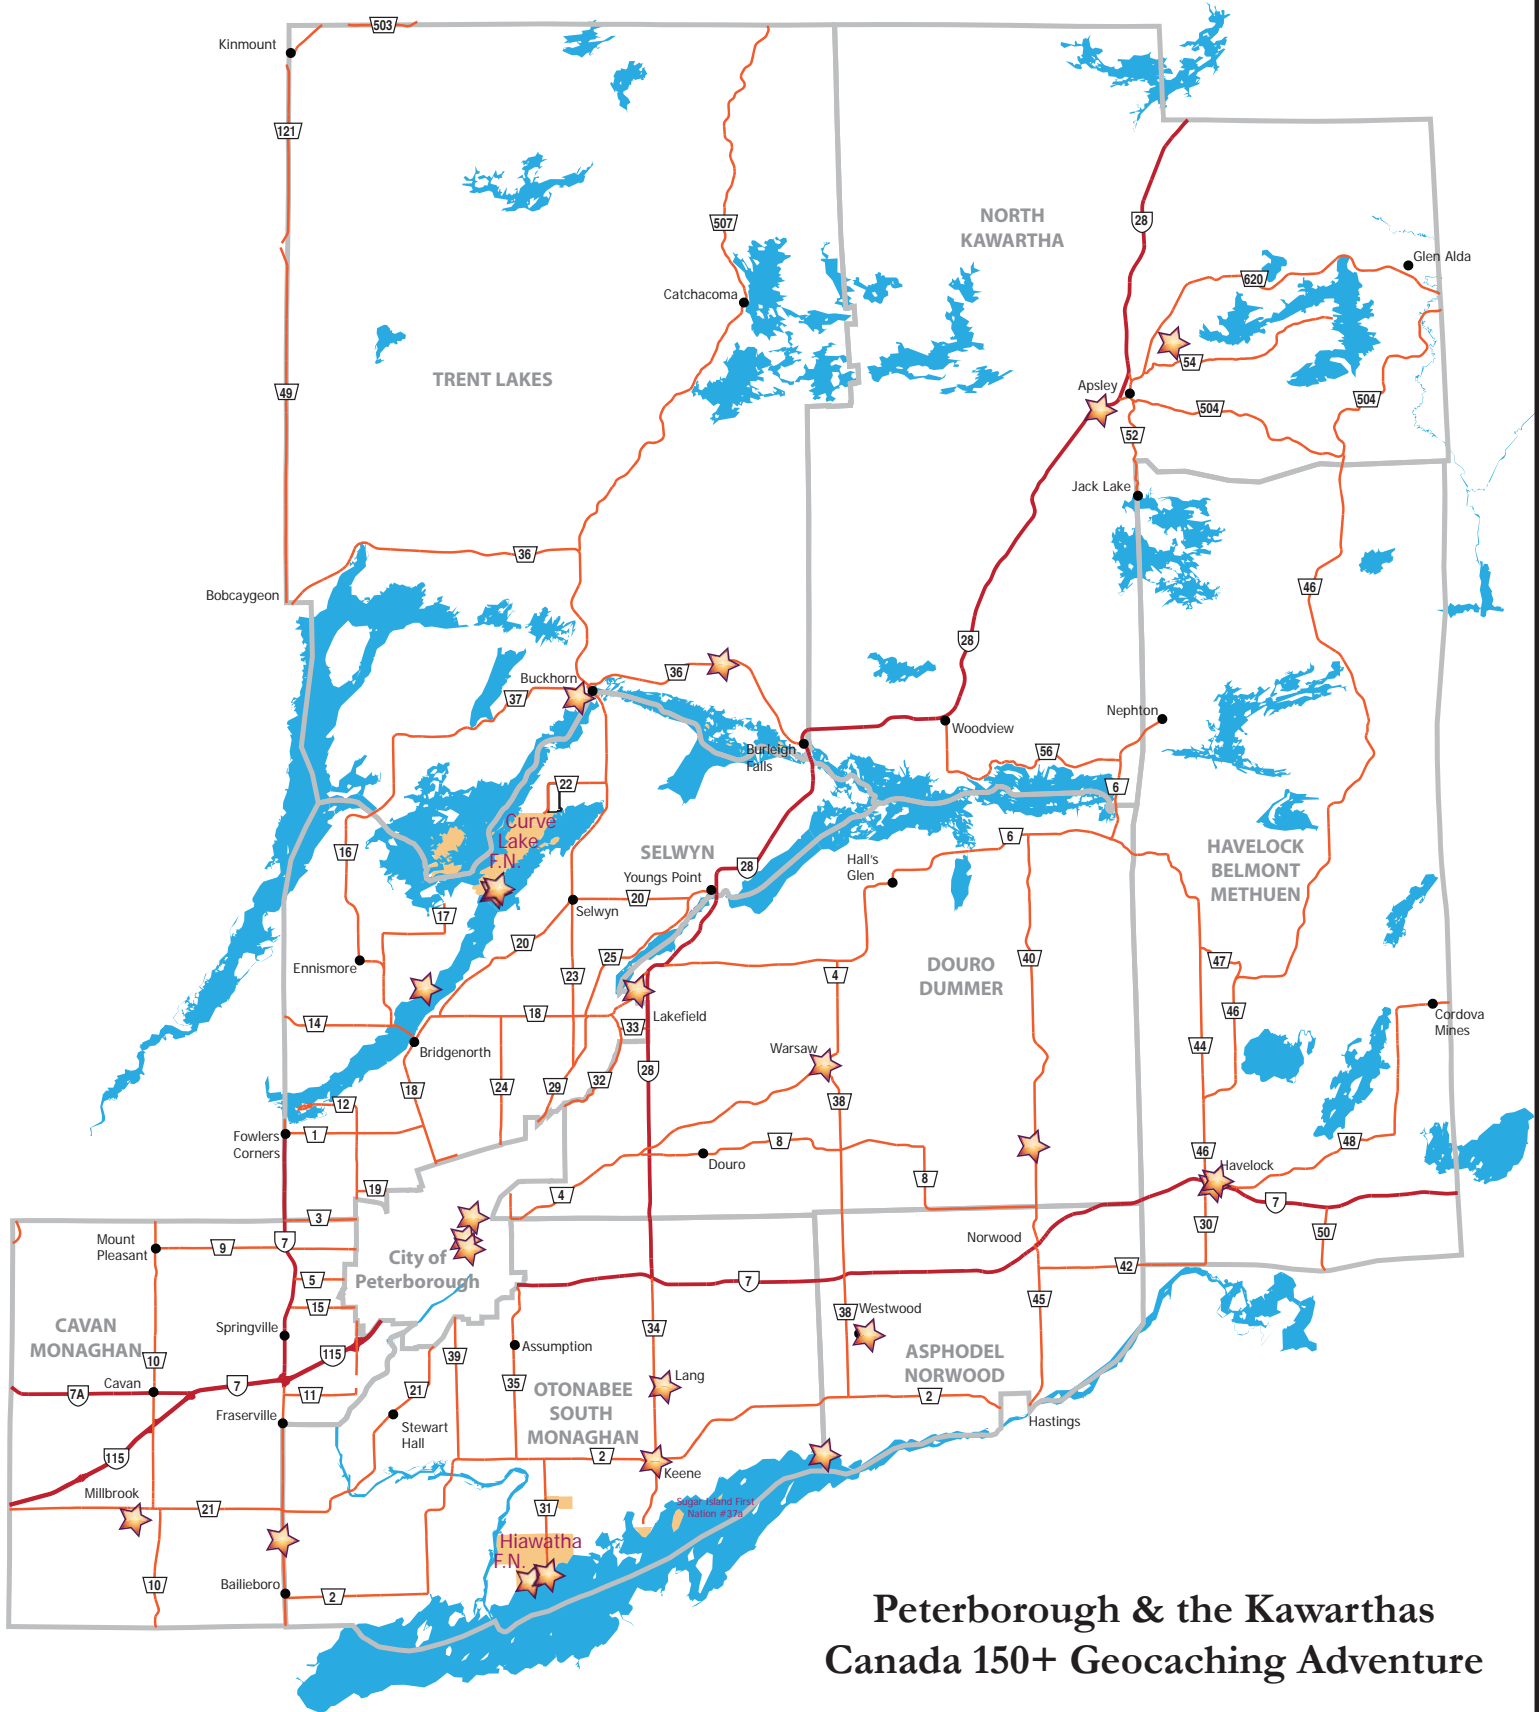 503
Kinmount
121
507
NORTH
KAWARTHA
28
Glen Alda
620
Catchacoma
54
TRENT LAKES
49
Apsley
504
504
52
Jack Lake
36
46
Bobcaygeon
28
36
Buckhorn
37
Nephton
Woodview
Burleigh
Falls
56
22
6
Curve
Lake
F.N.
6
16
SELWYN
28
Hall's
Glen
HAVELOCK
BELMONT
METHUEN
Youngs Point
20
Selwyn
17
20
25
40
47
Ennismore
23
4
DOURO
DUMMER
46
Cordova
Mines
14
18
33
Lakefield
44
Bridgenorth
Warsaw
28
18
24
29
32
38
12
Fowlers
Corners
1
8
48
46
Douro
Havelock
8
19
4
7
3
30
50
Mount
Pleasant
9
7
City of
Peterborough
Norwood
42
5
7
15
45
38
Westwood
CAVAN
MONAGHAN
Springville
34
10
115
39
Assumption
ASPHODEL
NORWOOD
Lang
Cavan
7A
7
11
21
35
OTONABEE
SOUTH
MONAGHAN
2
Fraserville
Stewart
Hall
Hastings
115
2
Keene
Millbrook
21
31
Sugar Island First
Nation #37a
Hiawatha
F.N.
10
Bailieboro
2
Peterborough & the Kawarthas
Canada 150+ Geocaching Adventure